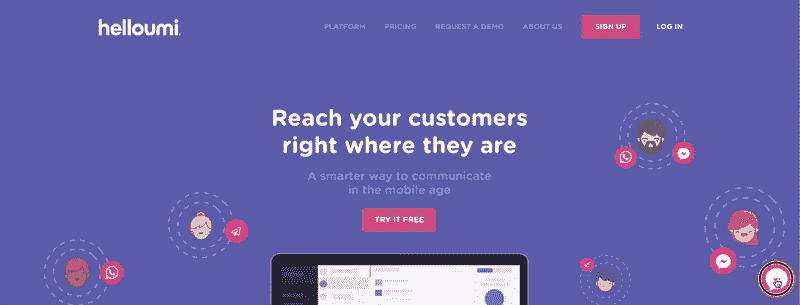 helloumi
PLATFORM
PRICING
REQUEST A DEMO
ABOUT US
SIGN UP
LOG IN
Reach your customers
right where they are
A smarter way to communicate
in the mobile age
TRY IT FREE